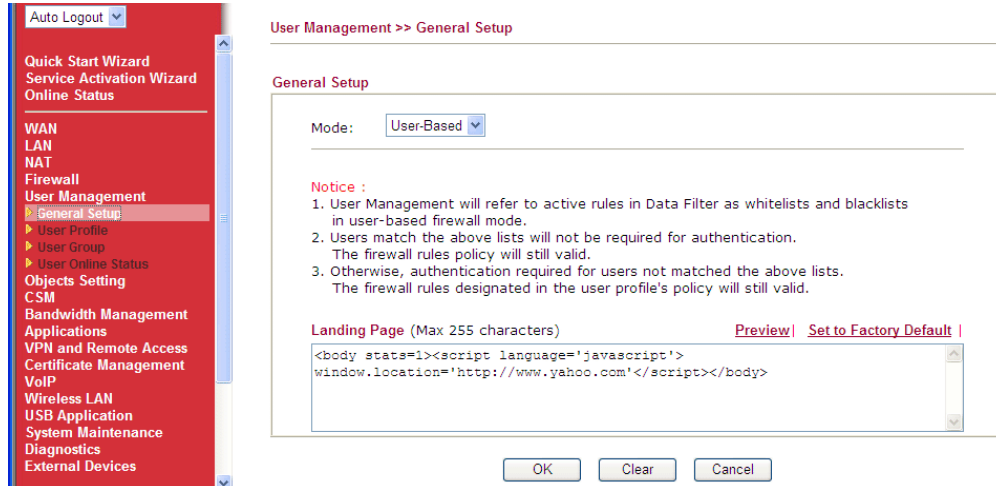 Auto Logout
Quick Start Wizard
Service Activation Wizard
Online Status
WAN
LAN
NAT
Firewall
User Management
General Setup
User Profile
User Group
User Online Status
Objects Setting
CSM
Bandwidth Management
Applications
VPN and Remote Access
Certificate Management
VoIP
Wireless LAN
USB Application
System Maintenance
Diagnostics
External Devices
User Management >> General Setup
General Setup
Mode: User-Based
Notice :
1. User Management will refer to active rules in Data Filter as whitelists and blacklists
in user-based firewall mode.
2. Users match the above lists will not be required for authentication.
The firewall rules policy will still valid.
3. Otherwise, authentication required for users not matched the above lists.
The firewall rules designated in the user profile's policy will still valid.
Landing Page (Max 255 characters) Preview| Set to Factory Default |
<body stats=1><script language='javascript'>
window.location='http://www.yahoo.com'</script></body>
OK Clear Cancel